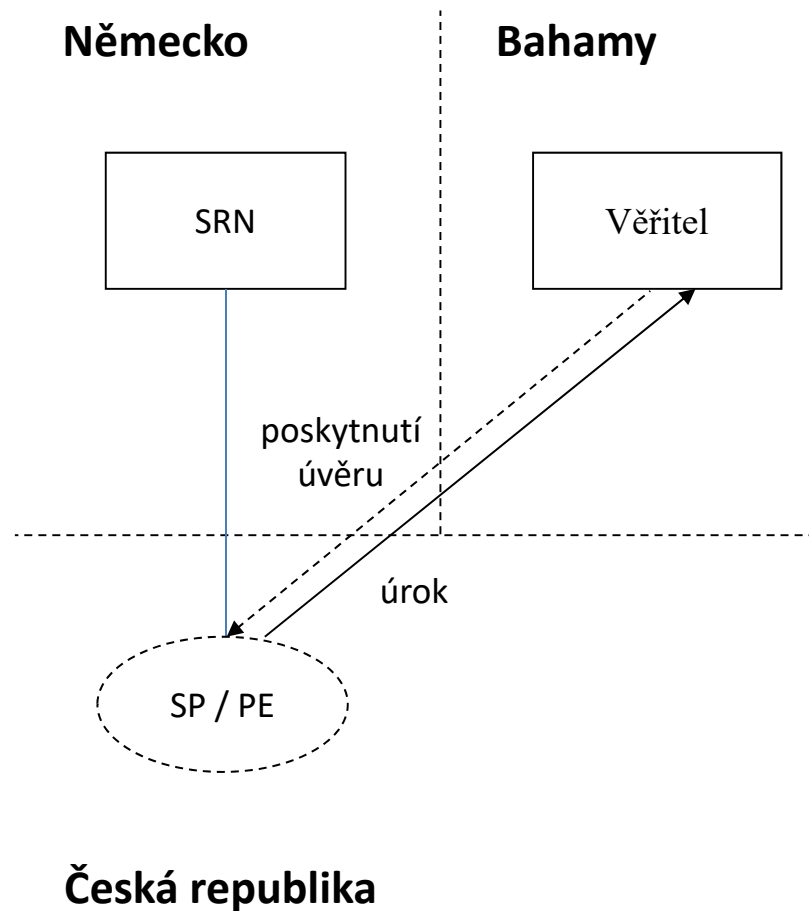 Německo
Bahamy
SRN
Věřitel
poskytnutí
úvěru
úrok
SP / PE
Česká republika